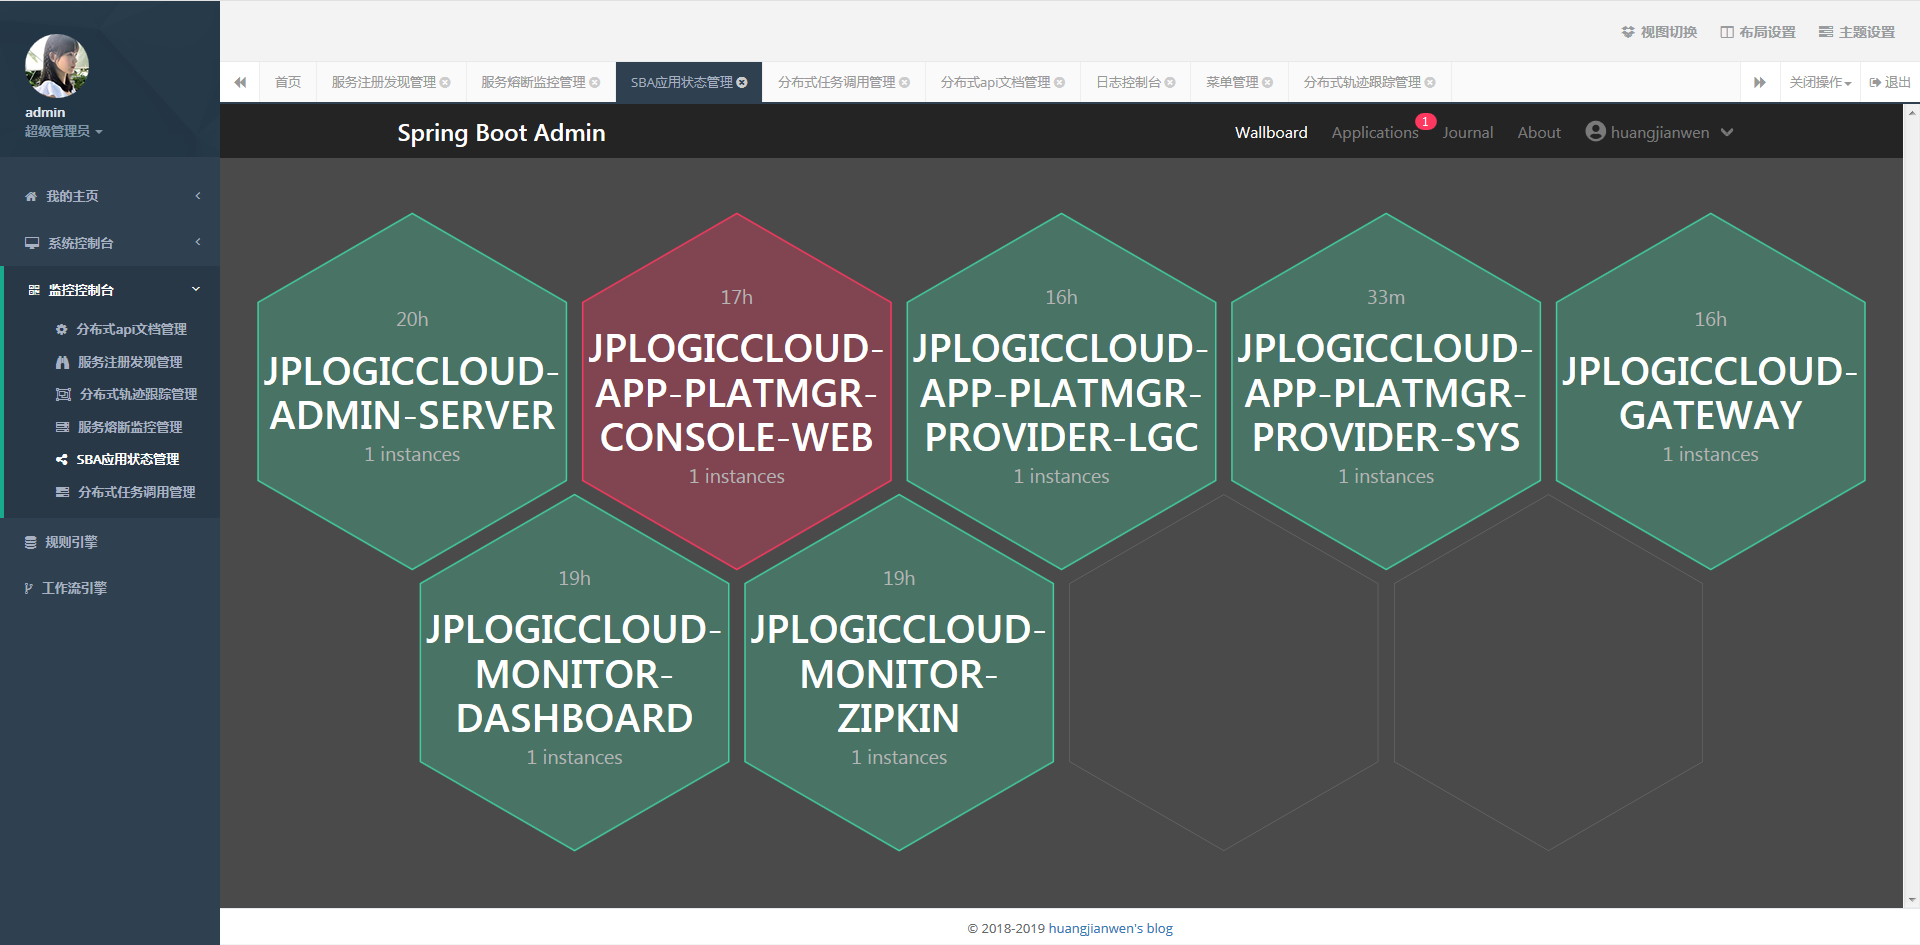 admin
超级管理员
我的主页
系统控制台
监控控制台
分布式api文档管理
服务注册发现管理
分布式轨迹跟踪管理
服务熔断监控管理
SBA应用状态管理
分布式任务调用管理
规则引擎
工作流引擎
视图切换 布局设置 主题设置
首页 服务注册发现管理 服务熔断监控管理 SBA应用状态管理 分布式任务调用管理 分布式api文档管理 日志控制台 菜单管理 分布式轨迹跟踪管理 关闭操作 退出
Spring Boot Admin Wallboard Applications 1 Journal About huangjianwen
20h
JPLOGICCLOUD-
ADMIN-SERVER
1 instances
17h
JPLOGICCLOUD-
APP-PLATMGR-
CONSOLE-WEB
1 instances
16h
JPLOGICCLOUD-
APP-PLATMGR-
PROVIDER-LGC
1 instances
33m
JPLOGICCLOUD-
APP-PLATMGR-
PROVIDER-SYS
1 instances
16h
JPLOGICCLOUD-
GATEWAY
1 instances
19h
JPLOGICCLOUD-
MONITOR-
DASHBOARD
1 instances
19h
JPLOGICCLOUD-
MONITOR-
ZIPKIN
1 instances
© 2018-2019 huangjianwen's blog